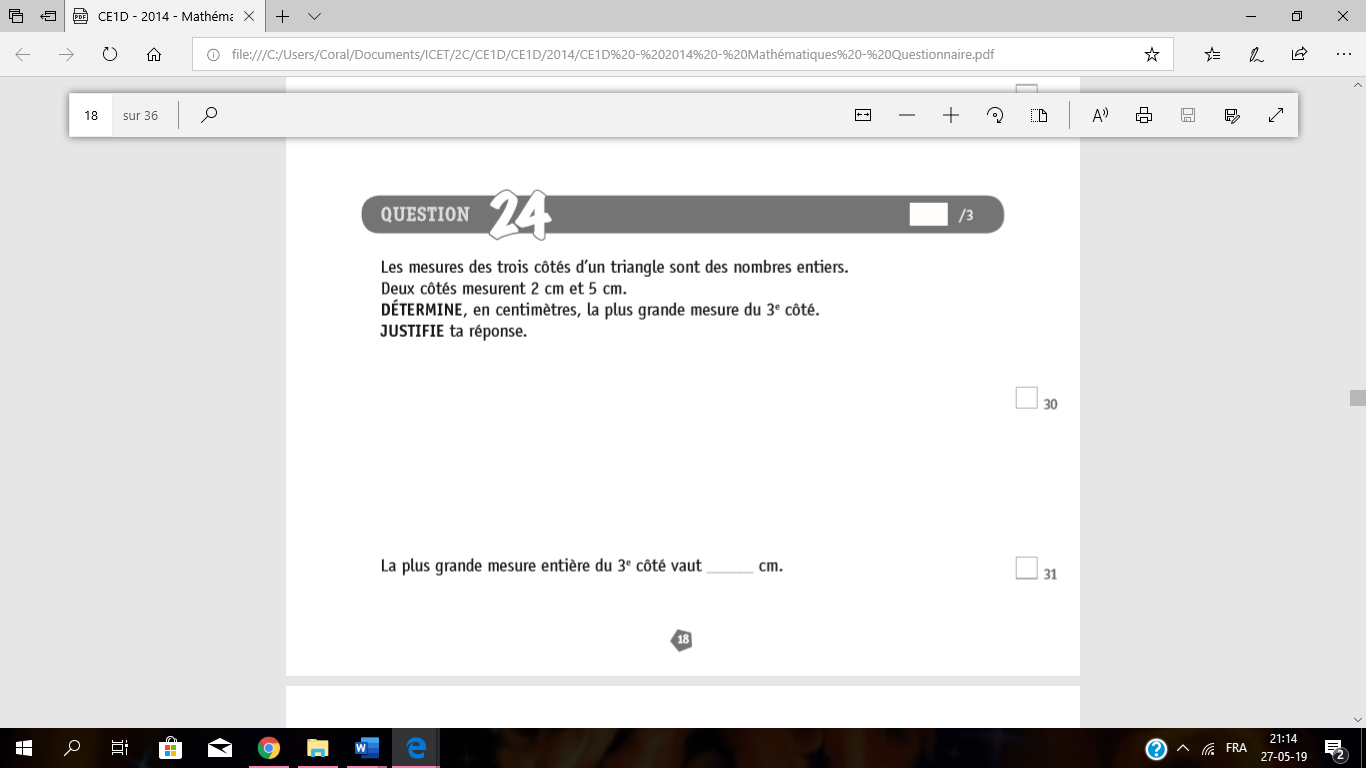 CE1D - 2014 - Mathéma
file:///C:/Users/Coral/Documents/ICET/2C/CE1D/CE1D/2014/CE1D%20-%202014%20-%20Mathématiques%20-%20Questionnaire.pdf
18 sur 36
QUESTION 24 /3
Les mesures des trois côtés d'un triangle sont des nombres entiers.
Deux côtés mesurent 2 cm et 5 cm.
DÉTERMINE, en centimètres, la plus grande mesure du 3e côté.
JUSTIFIE ta réponse.
30
La plus grande mesure entière du 3e côté vaut ______ cm.
31
18
FRA
21:14
27-05-19
2